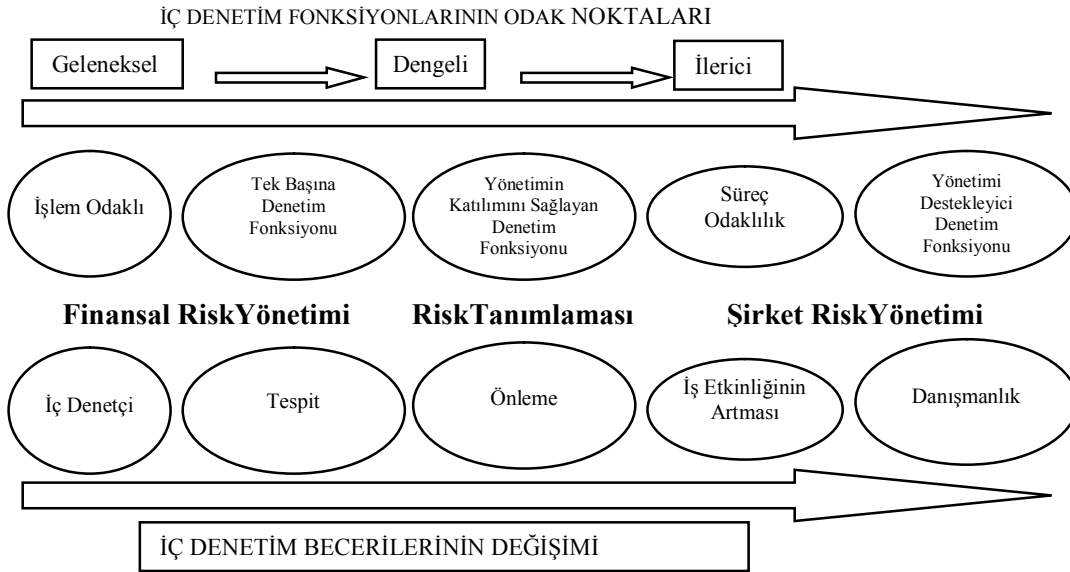 İÇ DENETİM FONKSİYONLARININ ODAK NOKTALARI
Geleneksel
Dengeli
İlerici
İşlem Odaklı
Tek Başına
Denetim
Fonksiyonu
Yönetimin
Katılımını Sağlayan
Denetim
Fonksiyonu
Süreç
Odaklılık
Yönetimi
Destekleyici
Denetim
Fonksiyonu
Finansal RiskYönetimi
RiskTanımlaması
Şirket RiskYönetimi
İç Denetçi
Tespit
Önleme
İş Etkinliğinin
Artması
Danışmanlık
İÇ DENETİM BECERİLERİNİN DEĞİŞİMİ